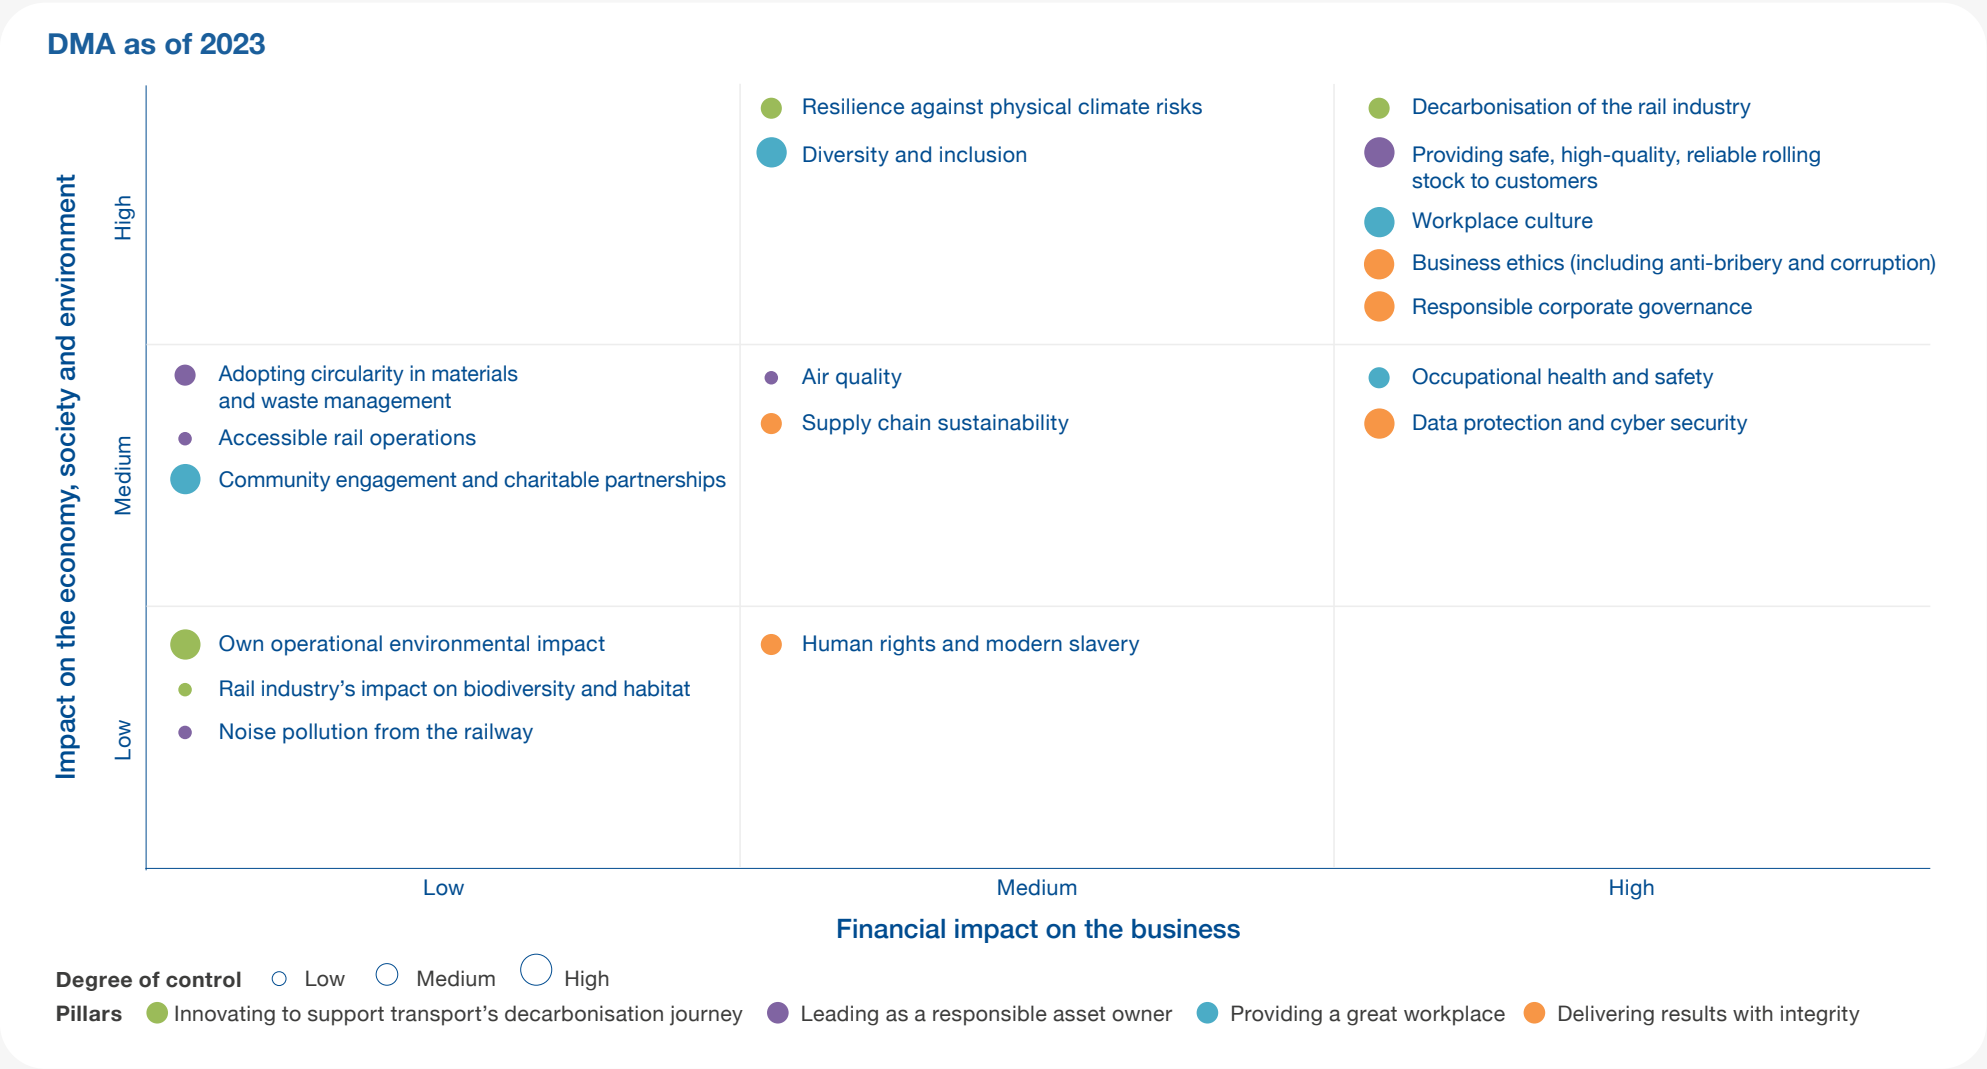 DMA as of 2023
Impact on the economy, society and environment
High
Resilience against physical climate risks
Diversity and inclusion
Decarbonisation of the rail industry
Providing safe, high-quality, reliable rolling
stock to customers
Workplace culture
Business ethics (including anti-bribery and corruption)
Responsible corporate governance
Medium
Adopting circularity in materials
and waste management
Accessible rail operations
Community engagement and charitable partnerships
Air quality
Supply chain sustainability
Occupational health and safety
Data protection and cyber security
Low
Own operational environmental impact
Rail industry’s impact on biodiversity and habitat
Noise pollution from the railway
Human rights and modern slavery
Low
Medium
High
Financial impact on the business
Degree of control Low Medium High
Pillars Innovating to support transport’s decarbonisation journey Leading as a responsible asset owner Providing a great workplace Delivering results with integrity